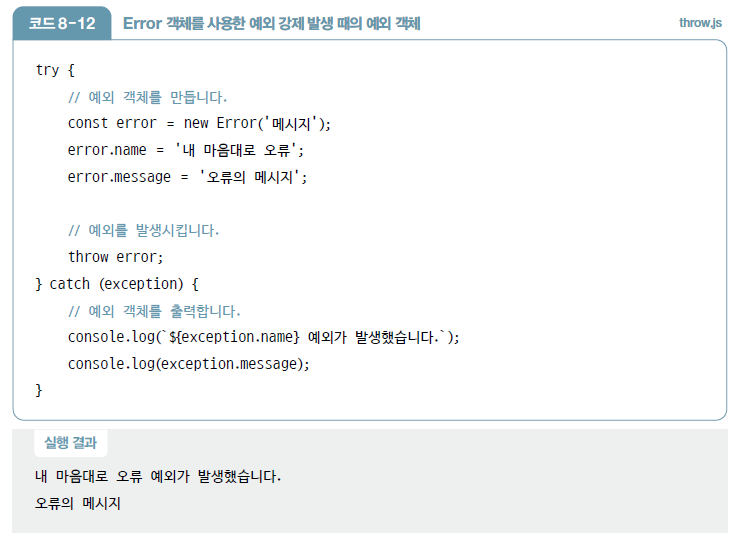 코드 8-12 Error 객체를 사용한 예외 강제 발생 때의 예외 객체 throw.js
try {
// 예외 객체를 만듭니다.
const error = new Error('메시지');
error.name = '내 마음대로 오류';
error.message = '오류의 메시지';
// 예외를 발생시킵니다.
throw error;
} catch (exception) {
// 예외 객체를 출력합니다.
console.log(`${exception.name} 예외가 발생했습니다.`);
console.log(exception.message);
}
실행 결과
내 마음대로 오류 예외가 발생했습니다.
오류의 메시지